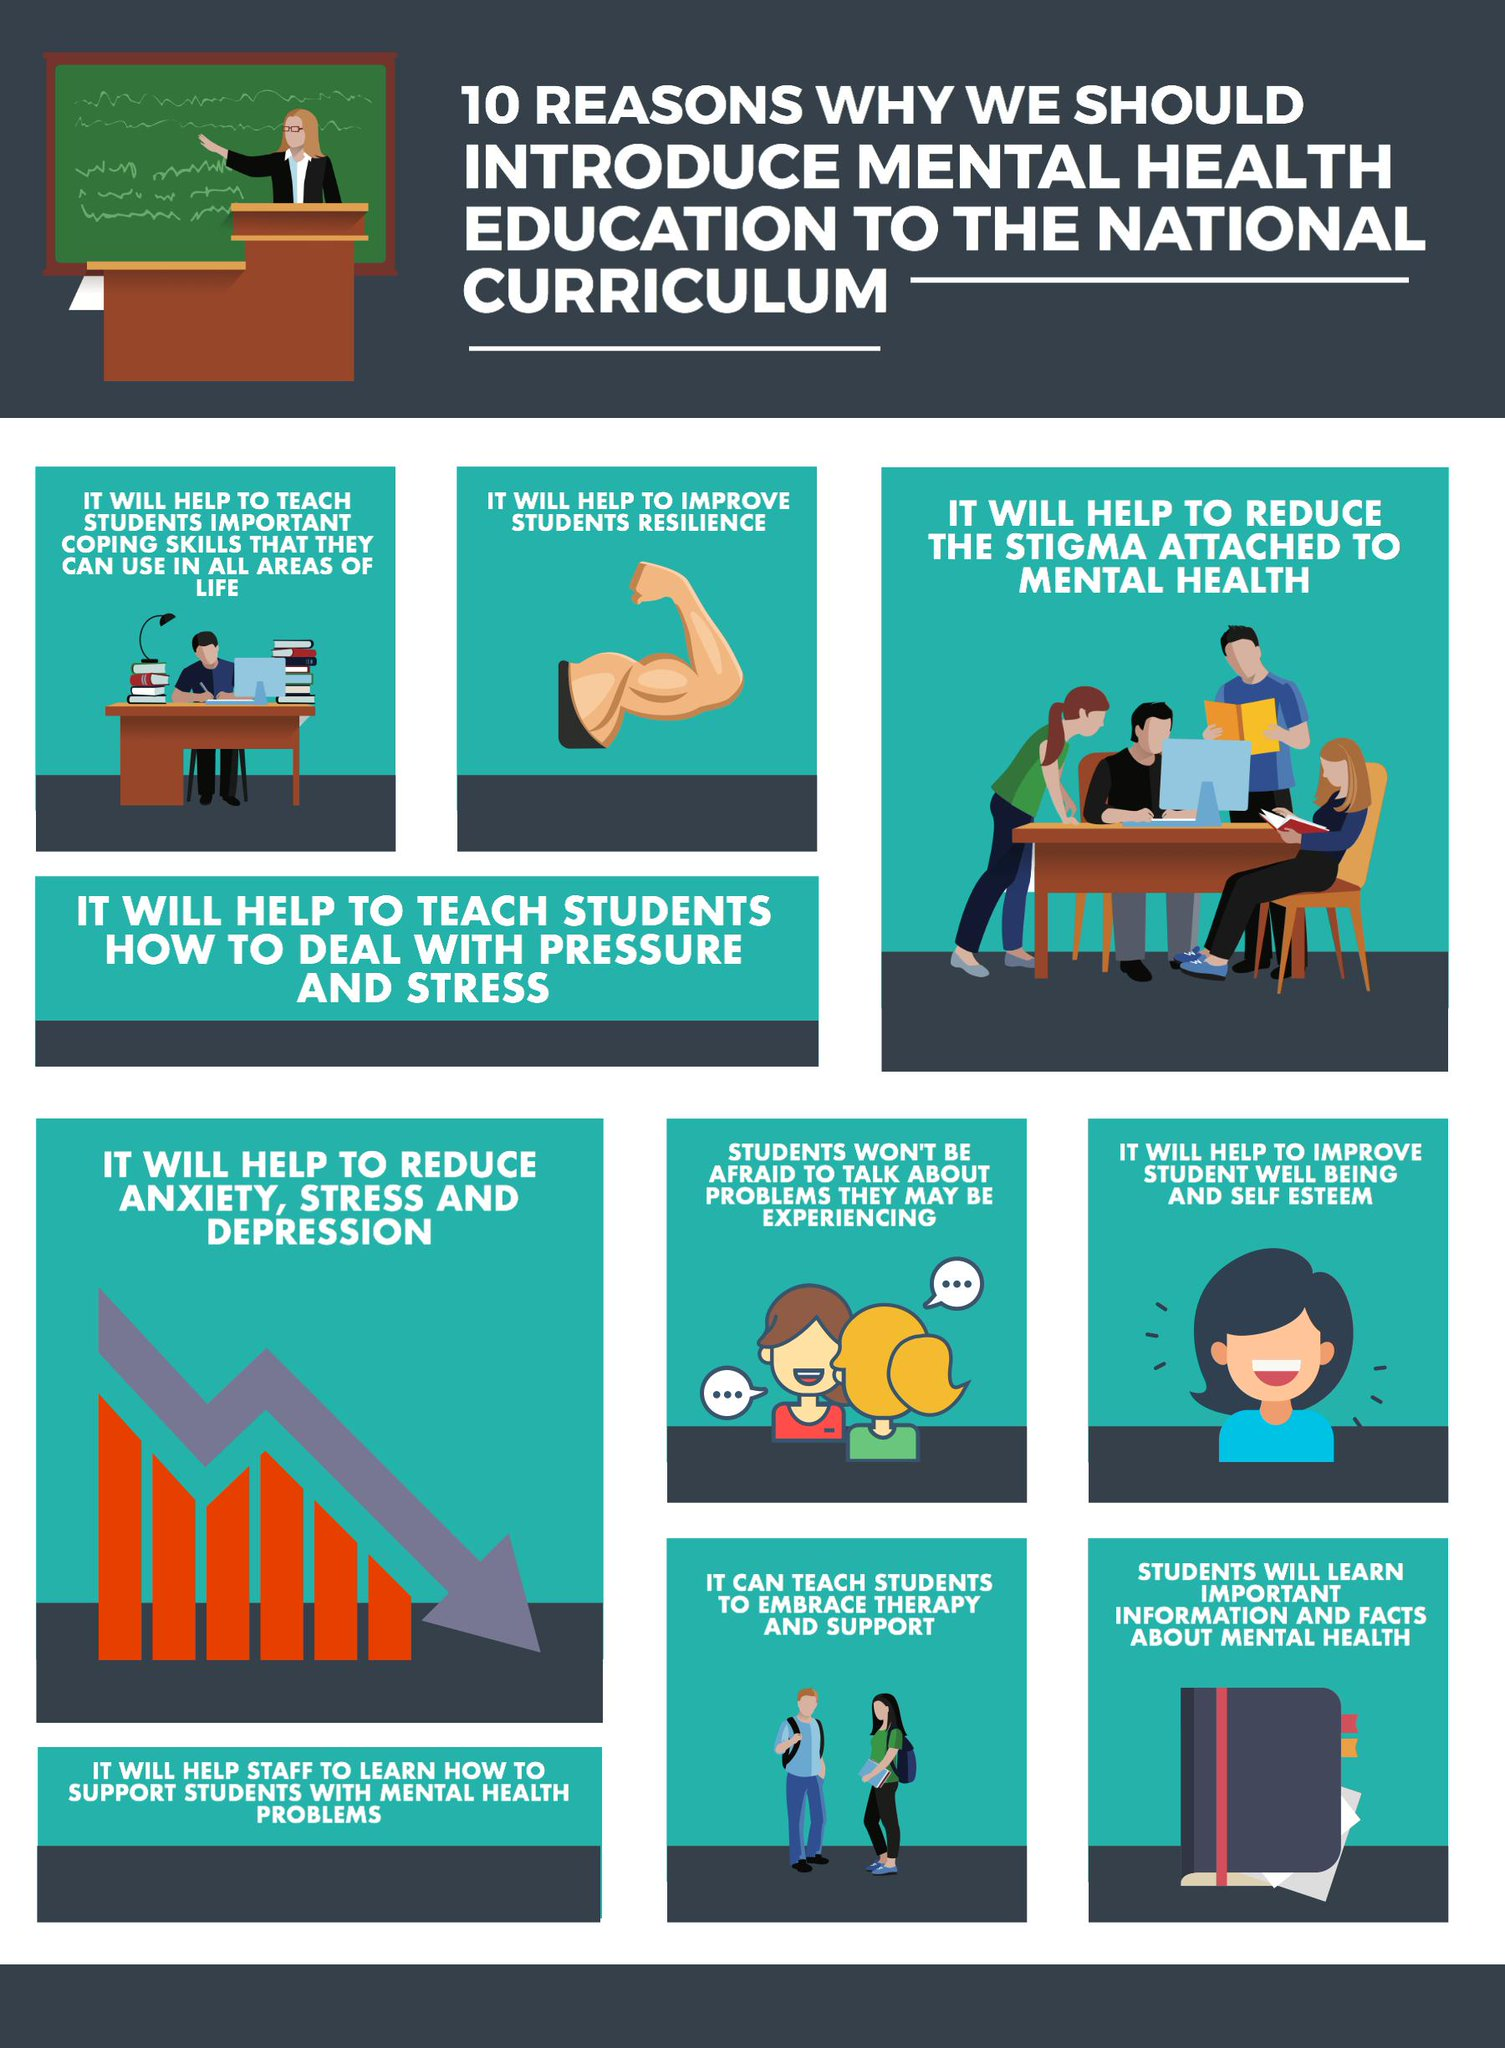 10 REASONS WHY WE SHOULD
INTRODUCE MENTAL HEALTH
EDUCATION TO THE NATIONAL
CURRICULUM
IT WILL HELP TO TEACH
STUDENTS IMPORTANT
COPING SKILLS THAT THEY
CAN USE IN ALL AREAS OF
LIFE
IT WILL HELP TO IMPROVE
STUDENTS RESILIENCE
IT WILL HELP TO REDUCE
THE STIGMA ATTACHED TO
MENTAL HEALTH
IT WILL HELP TO TEACH STUDENTS
HOW TO DEAL WITH PRESSURE
AND STRESS
IT WILL HELP TO REDUCE
ANXIETY, STRESS AND
DEPRESSION
STUDENTS WON'T BE
AFRAID TO TALK ABOUT
PROBLEMS THEY MAY BE
EXPERIENCING
IT WILL HELP TO IMPROVE
STUDENT WELL BEING
AND SELF ESTEEM
IT CAN TEACH STUDENTS
TO EMBRACE THERAPY
AND SUPPORT
STUDENTS WILL LEARN
IMPORTANT
INFORMATION AND FACTS
ABOUT MENTAL HEALTH
IT WILL HELP STAFF TO LEARN HOW TO
SUPPORT STUDENTS WITH MENTAL HEALTH
PROBLEMS